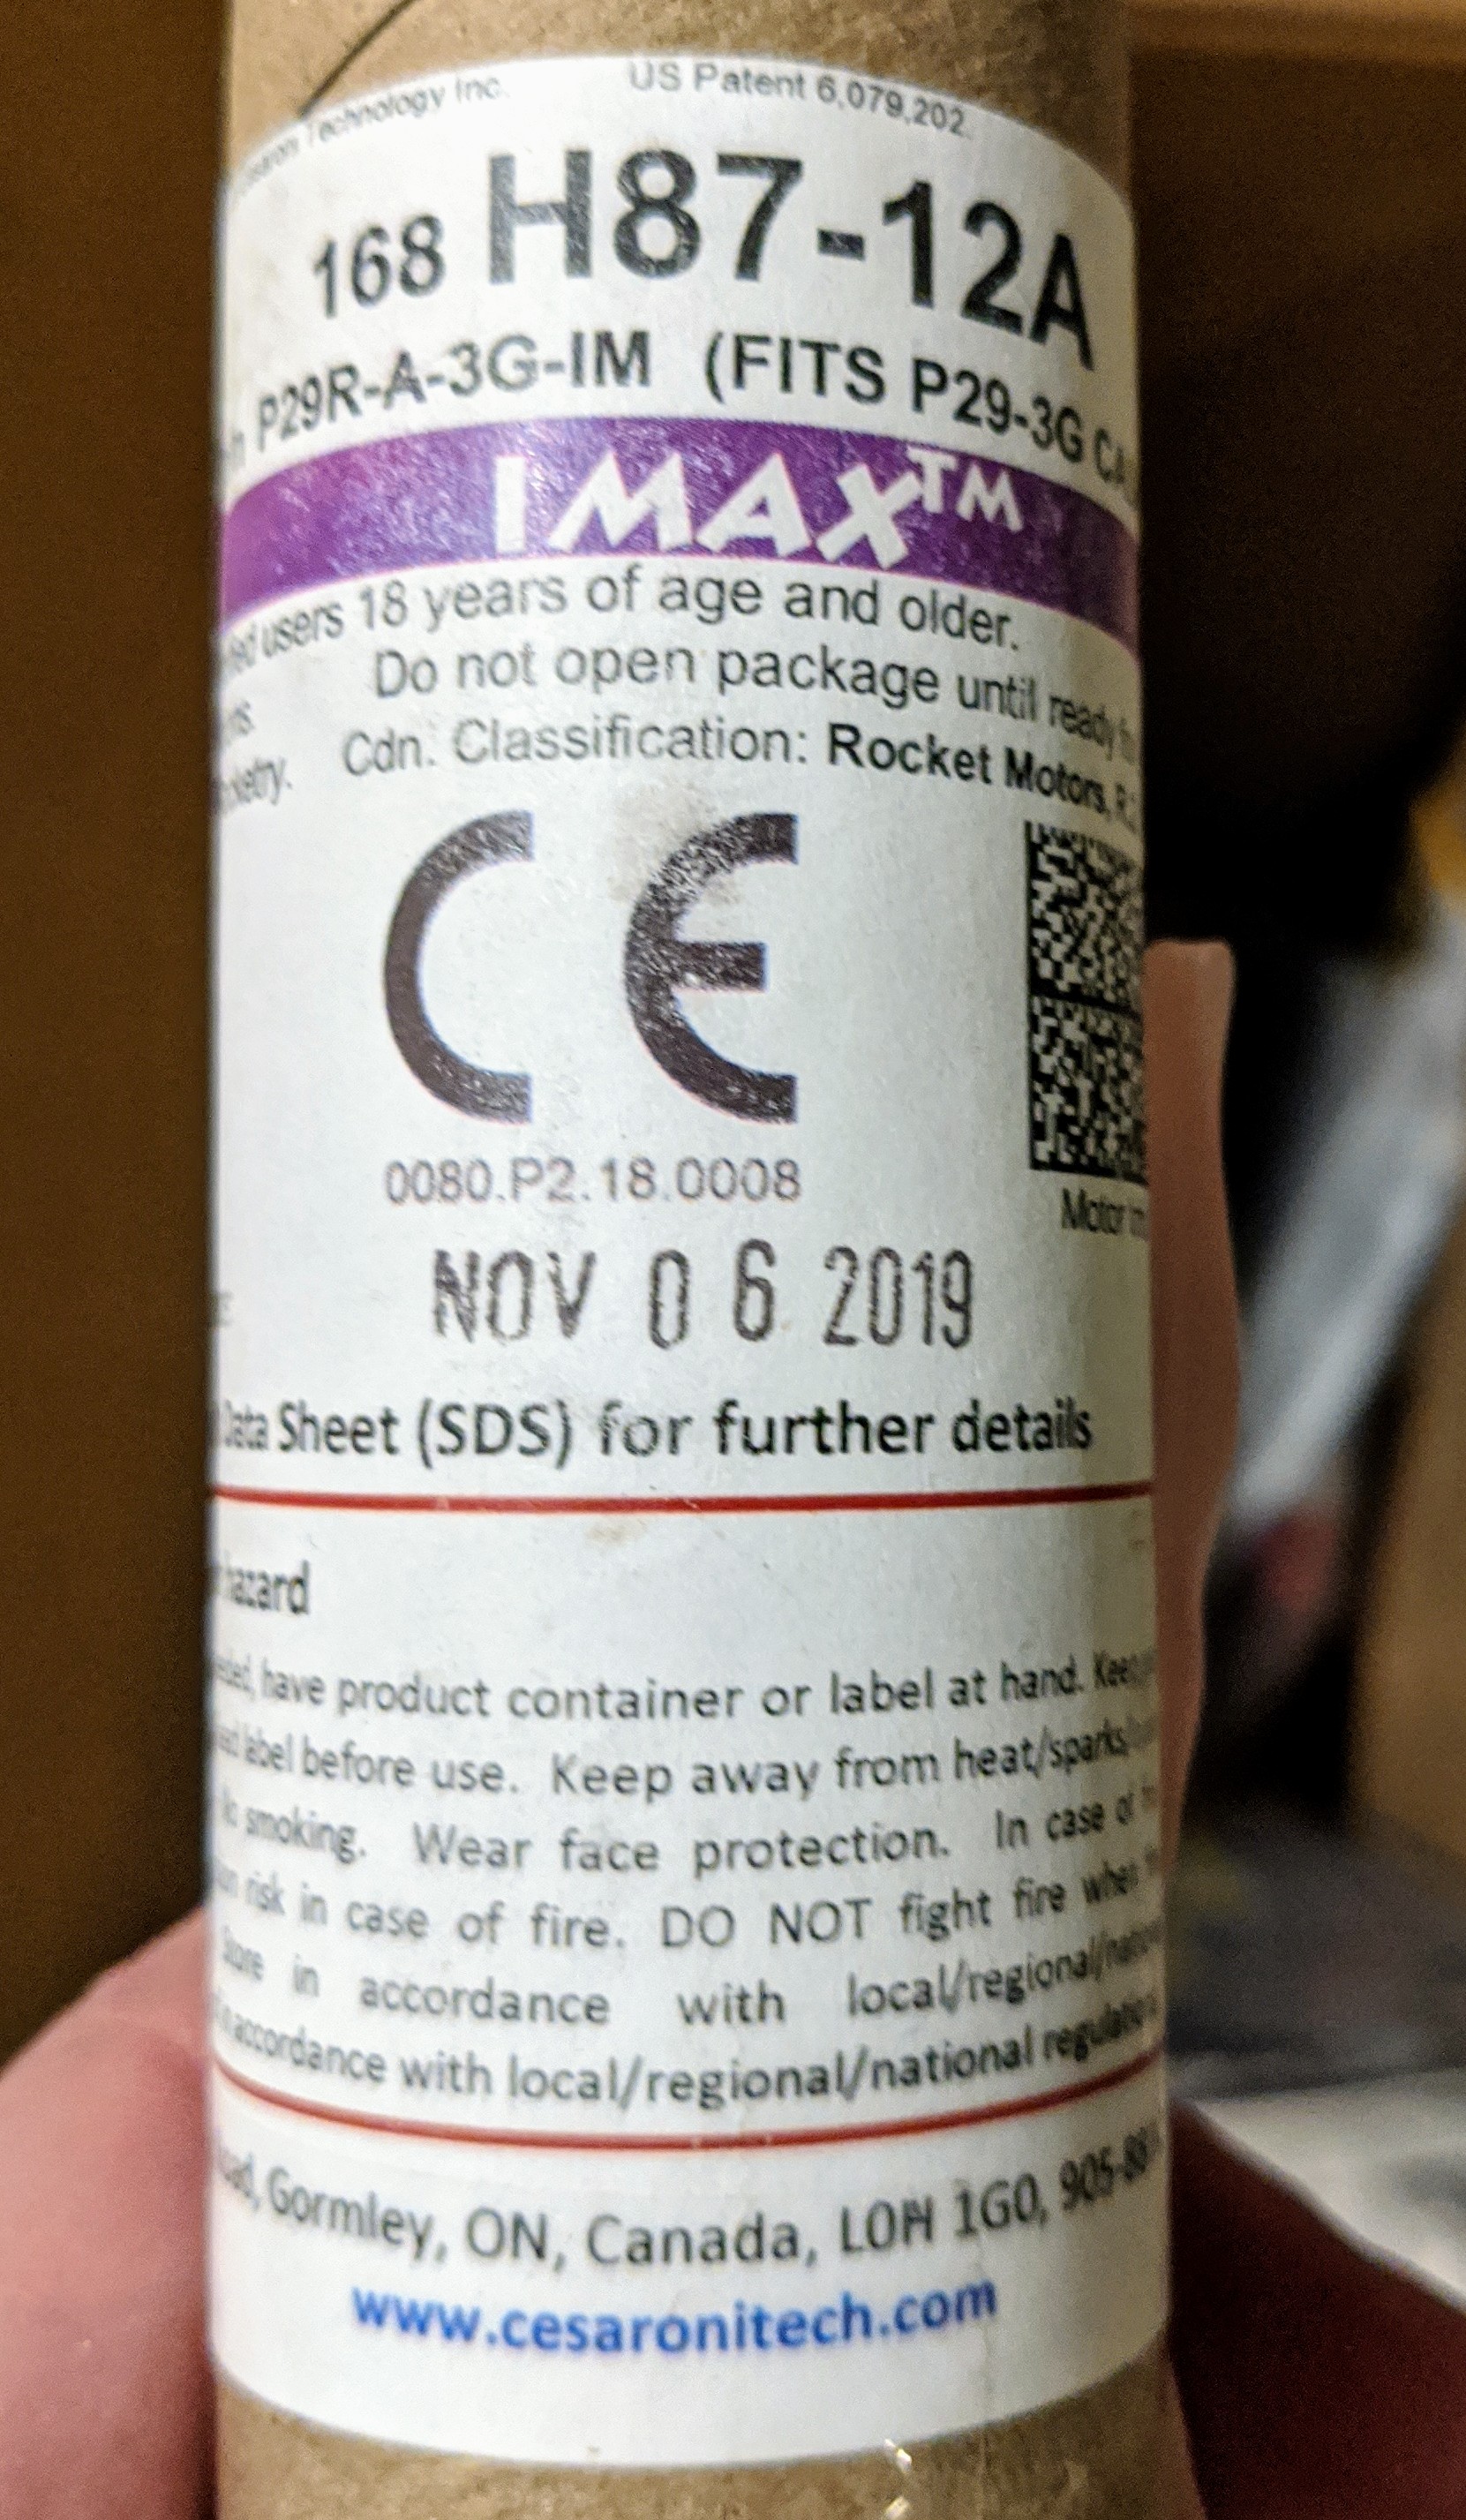 Technology Inc. US Patent 6,079,202.
168 H87-12A
P29R-A-3G-IM (FITS P29-3G
IMAX™
users 18 years of age and older.
Do not open package until ready
Cdn. Classification: Rocket Motors,
CE
0080.P2.18.0008
Motor
NOV 06 2019
Data Sheet (SDS) for further details
hazard
have product container or label at hand. Keep
label before use. Keep away from heat/sparks/
smoking. Wear face protection. In case of
risk in case of fire. DO NOT fight fire when
Store in accordance with local/regional/
accordance with local/regional/national
Gormley, ON, Canada, L0H 1G0,
www.cesaronitech.com